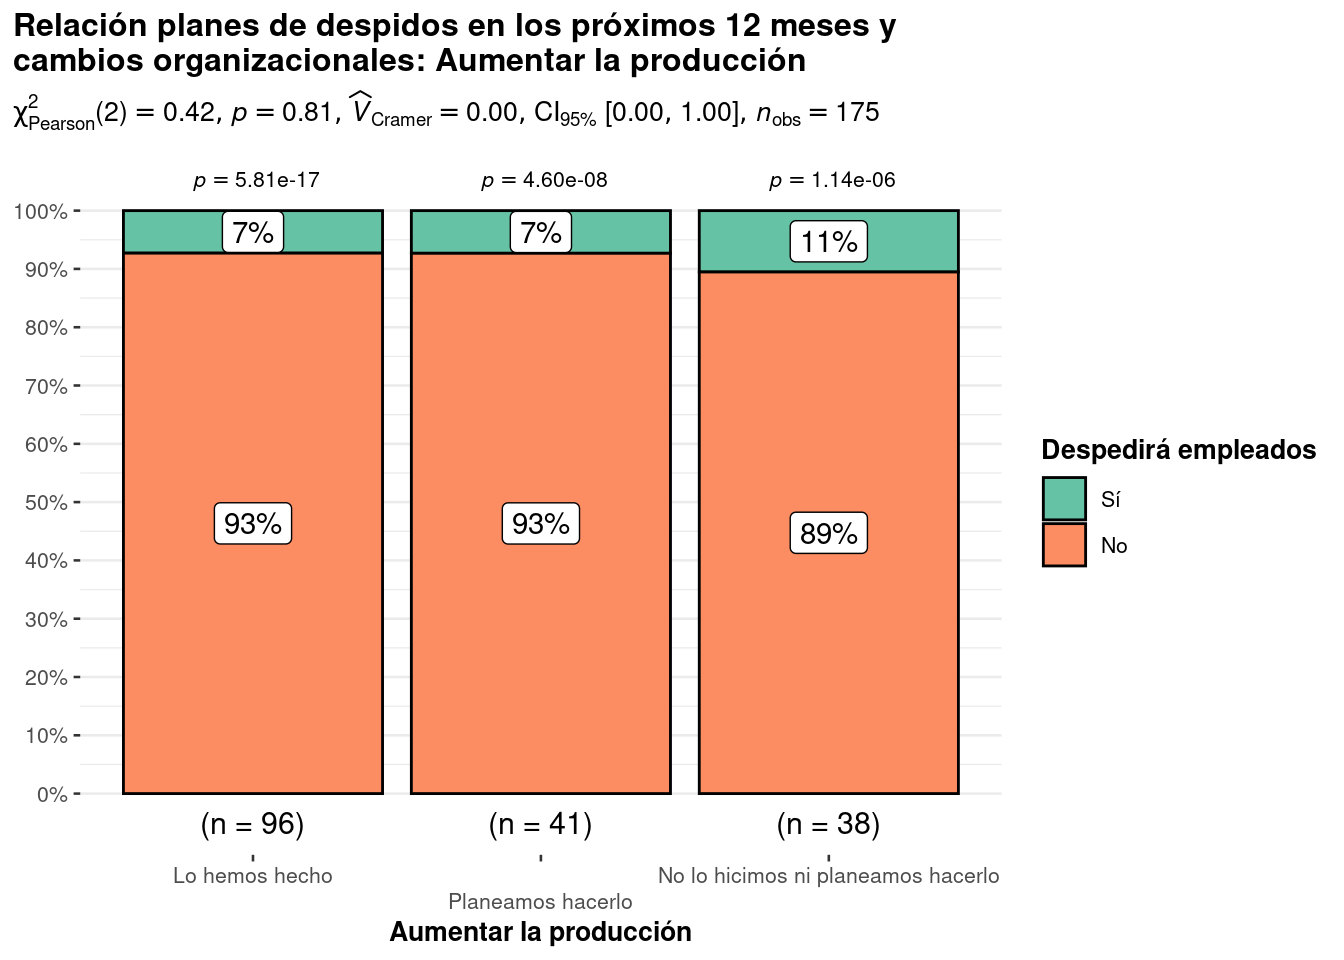 Relación planes de despidos en los próximos 12 meses y
cambios organizacionales: Aumentar la producción
χ²Pearson(2) = 0.42, p = 0.81, V̂Cramer = 0.00, CI95% [0.00, 1.00], nobs = 175
p = 5.81e-17 p = 4.60e-08 p = 1.14e-06
100%
90%
80%
70%
60%
50%
40%
30%
20%
10%
0%
7% 7% 11%
93% 93% 89%
(n = 96) (n = 41) (n = 38)
Lo hemos hecho
Planeamos hacerlo
No lo hicimos ni planeamos hacerlo
Aumentar la producción
Despedirá empleados
Sí
No